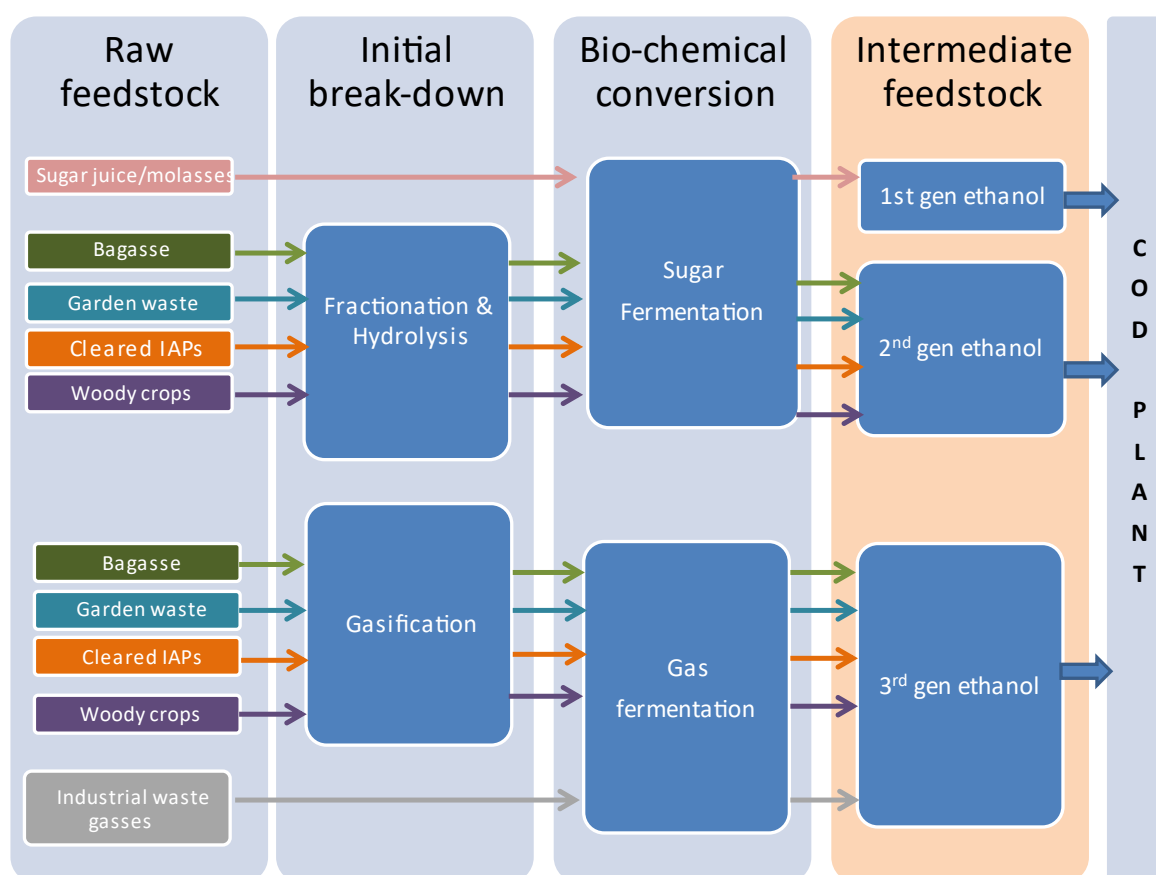 Raw
feedstock
Initial
break-down
Bio-chemical
conversion
Intermediate
feedstock
Sugar juice/molasses
Bagasse
Garden waste
Cleared IAPs
Woody crops
Fractionation &
Hydrolysis
Sugar
Fermentation
1st gen ethanol
2nd gen ethanol
Bagasse
Garden waste
Cleared IAPs
Woody crops
Industrial waste
gasses
Gasification
Gas
fermentation
3rd gen ethanol
C
O
D
P
L
A
N
T